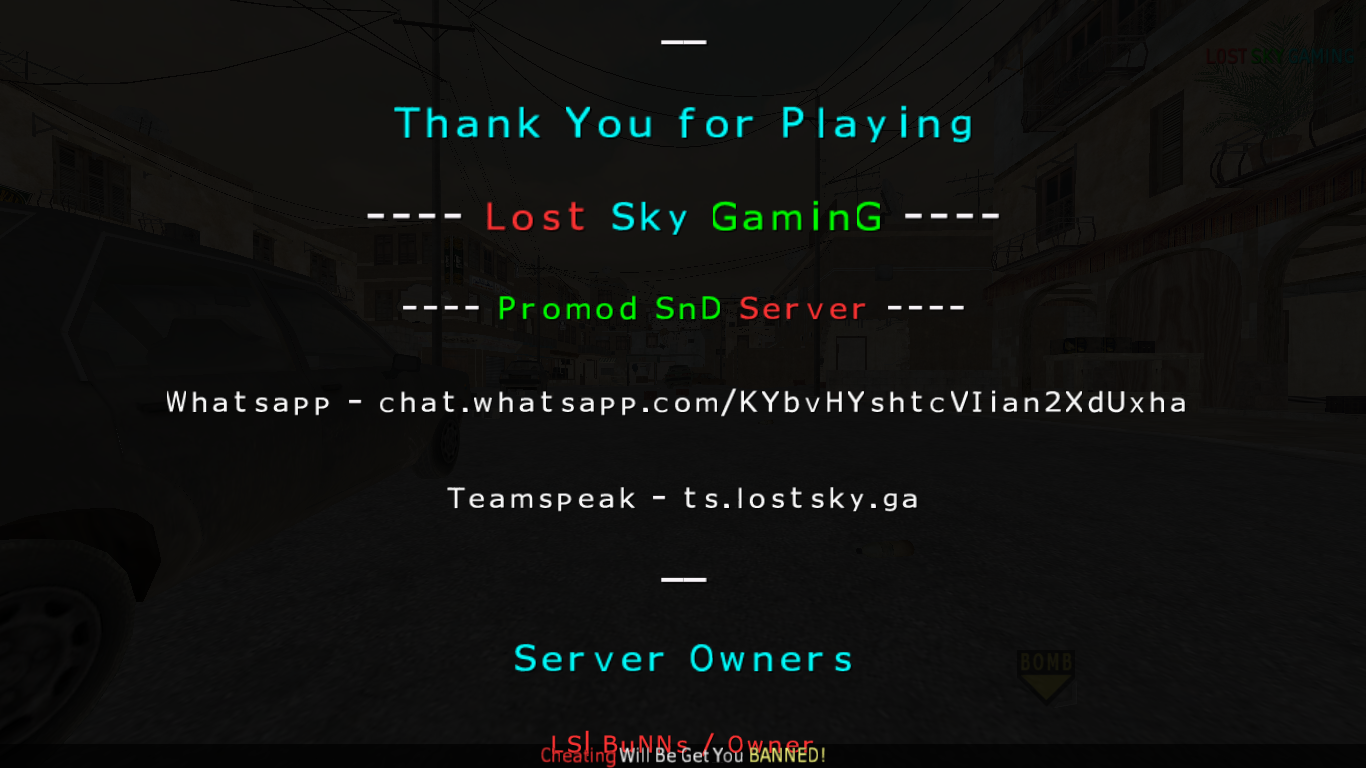 LOST SKY GAMING
Thank You for Playing
---- Lost Sky GaminG ----
---- Promod SnD Server ----
Whatsapp - chat.whatsapp.com/KYbvHYshtcVIian2XdUxha
Teamspeak - ts.lostsky.ga
Server Owners
BOMB
LS| BuNNs / Owner
Cheating Will Be Get You BANNED!